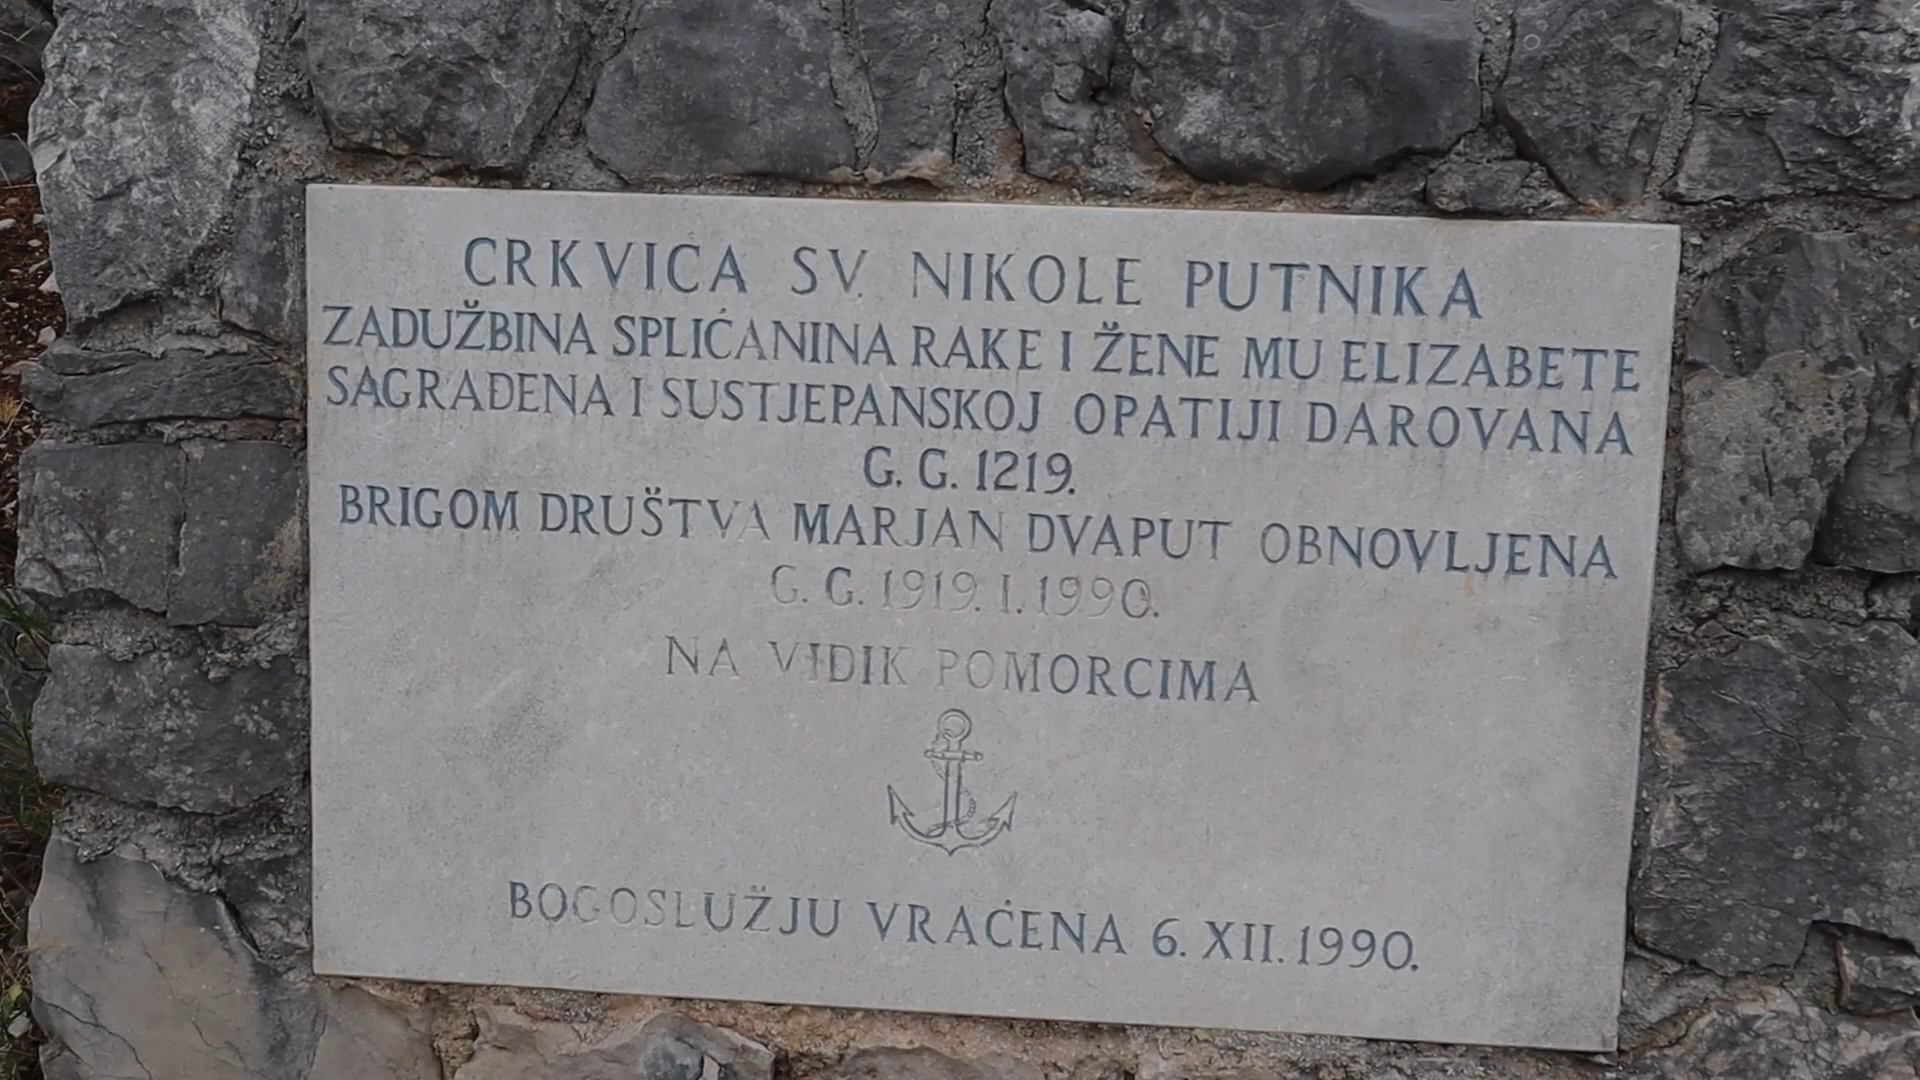 CRKVICA SV. NIKOLE PUTNIKA
ZADUŽBINA SPLIĆANINA RAKE I ŽENE MU ELIZABETE
SAGRAĐENA I SUSTJEPANSKOJ OPATIJI DAROVANA
G. G. 1219.
BRIGOM DRUŠTVA MARJAN DVAPUT OBNOVLJENA
G. G. 1919. I. 1990.
NA VIDIK POMORCIMA
BOGOSLUŽJU VRAĆENA 6. XII. 1990.